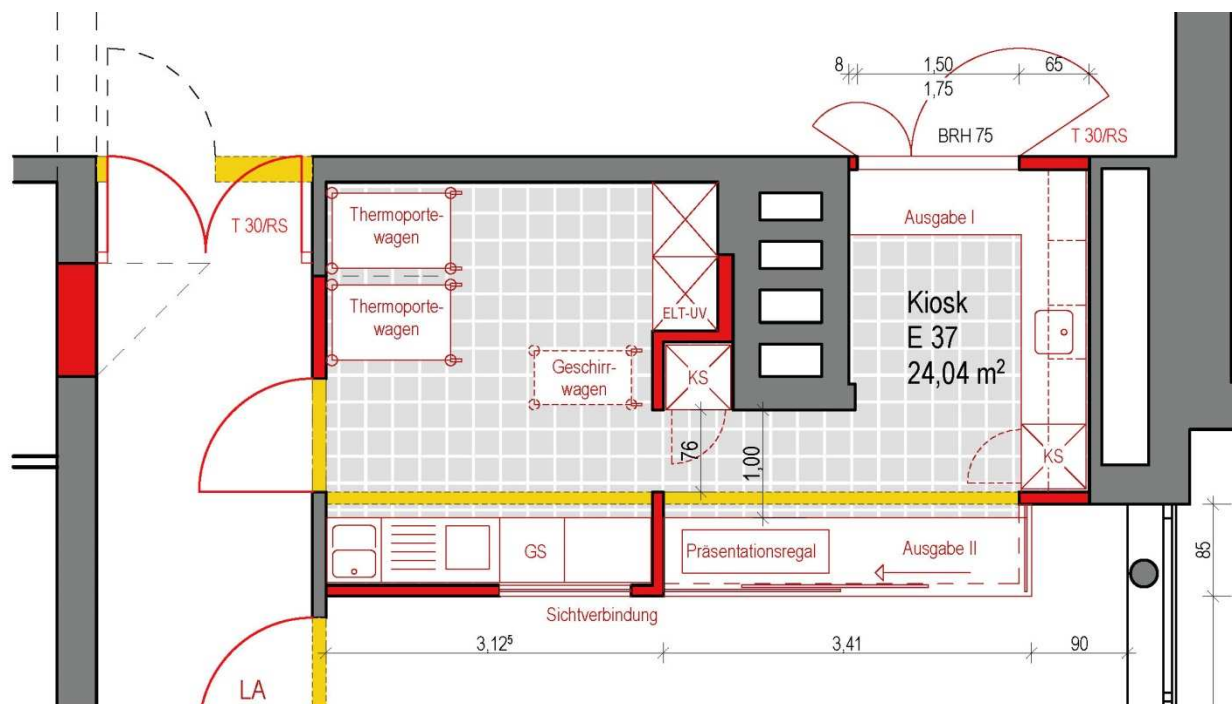 8
1,50
65
1,75
BRH 75
T 30/RS
T 30/RS
Thermoporte-
wagen
Ausgabe I
Thermoporte-
wagen
ELT-UV
Kiosk
E 37
24,04 m²
Geschirr-
wagen
KS
KS
76
1,00
GS
Präsentationsregal
Ausgabe II
85
Sichtverbindung
3,12⁵
3,41
90
LA